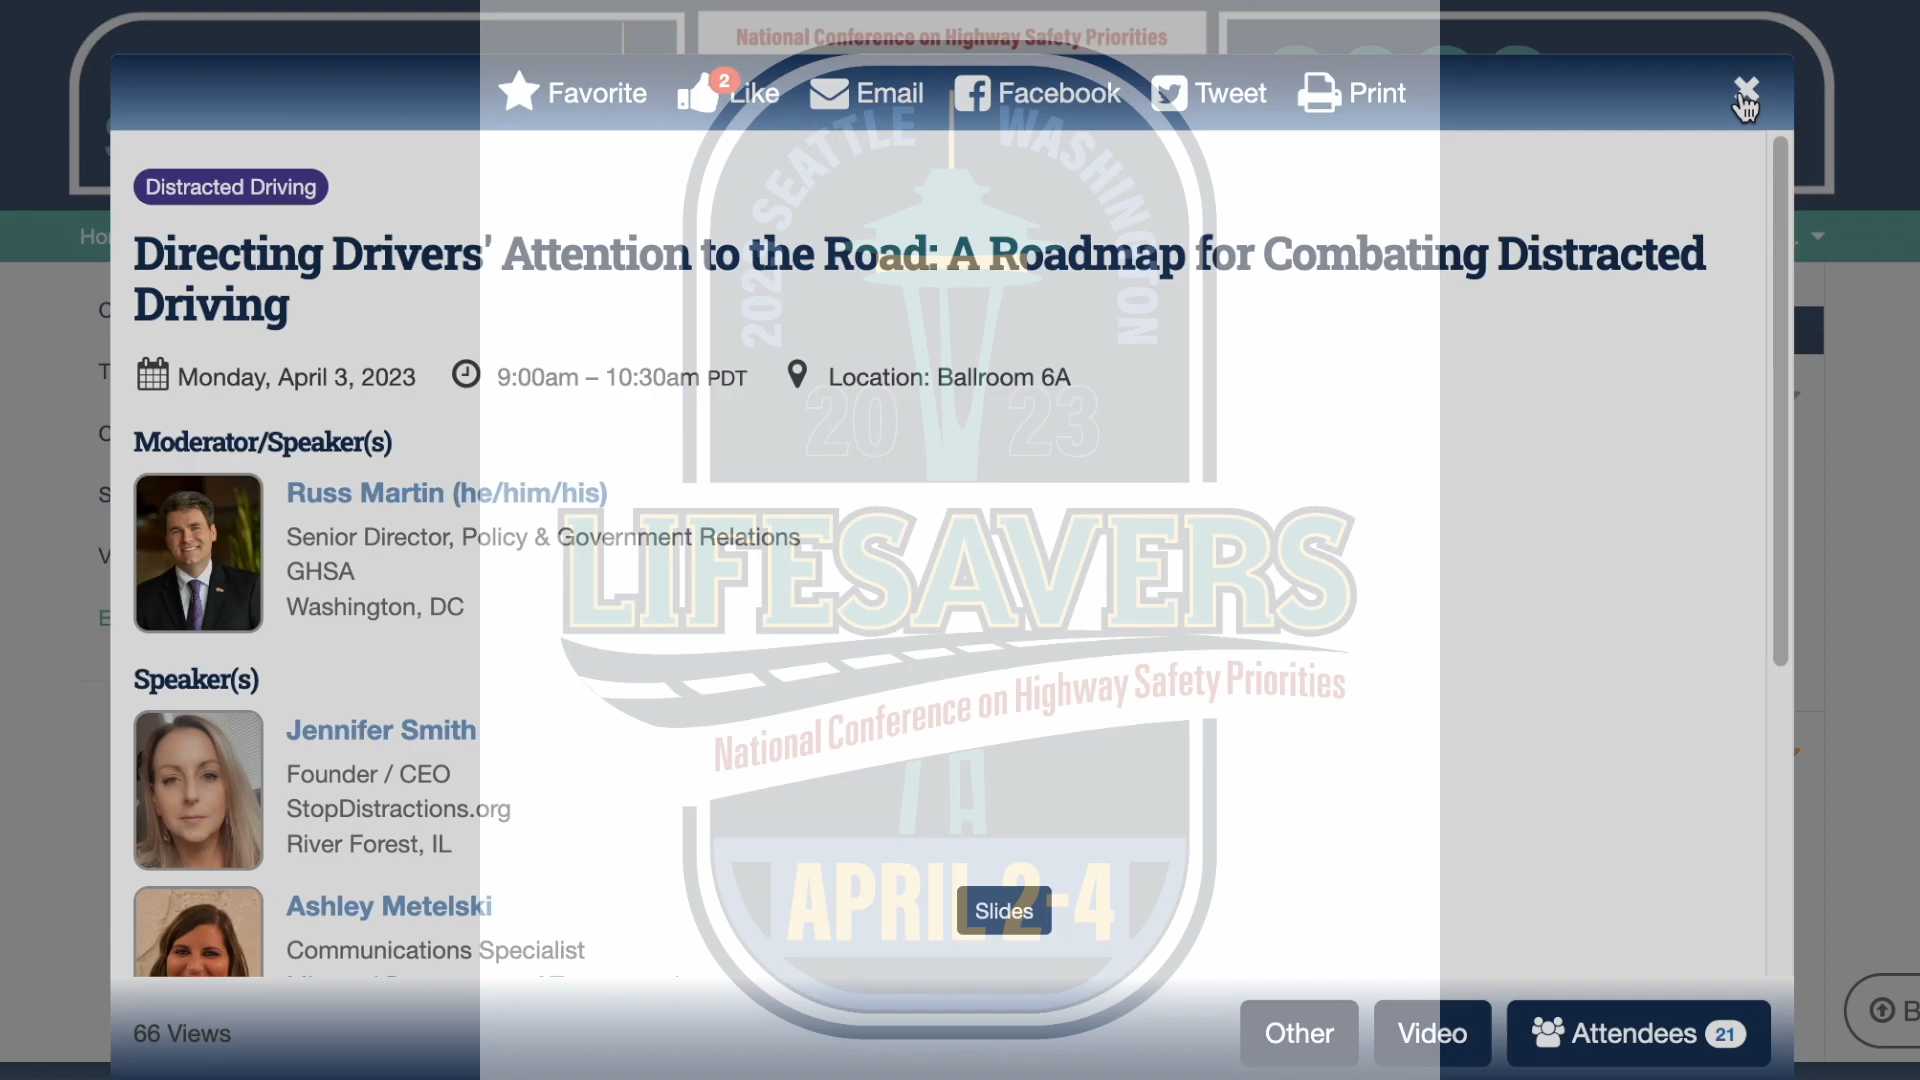 National Conference on Highway Safety Priorities
Favorite
2
Like
Email
Facebook
Tweet
Print
Distracted Driving
Directing Drivers' Attention to the Road: A Roadmap for Combating Distracted
Driving
Monday, April 3, 2023
9:00am – 10:30am PDT
Location: Ballroom 6A
SEATTLE WASHINGTON
20 23
Moderator/Speaker(s)
Russ Martin (he/him/his)
Senior Director, Policy & Government Relations
GHSA
Washington, DC
LIFESAVERS
National Conference on Highway Safety Priorities
Speaker(s)
Jennifer Smith
Founder / CEO
StopDistractions.org
River Forest, IL
Ashley Metelski
Communications Specialist
APRIL 2-4
Slides
66 Views
Other
Video
Attendees 21